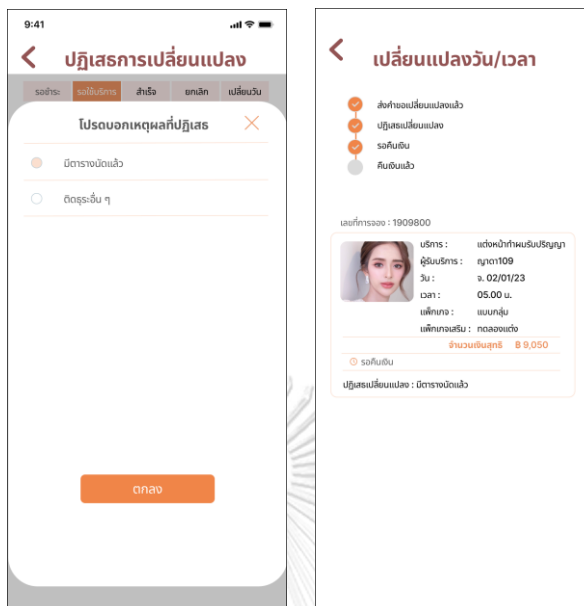 9:41
ปฏิเสธการเปลี่ยนแปลง
รอชำระ รอใช้บริการ สำเร็จ ยกเลิก เปลี่ยนวัน
โปรดบอกเหตุผลที่ปฏิเสธ
มีตารางนัดแล้ว
ติดธุระอื่น ๆ
ตกลง
เปลี่ยนแปลงวัน/เวลา
ส่งคำขอเปลี่ยนแปลงแล้ว
ปฏิเสธเปลี่ยนแปลง
รอคืนเงิน
คืนเงินแล้ว
เลขที่การจอง : 1909800
บริการ : แต่งหน้าทำผมรับปริญญา
ผู้รับบริการ : ญาดา109
วัน : จ. 02/01/23
เวลา : 05.00 น.
แพ็กเกจ : แบบกลุ่ม
แพ็กเกจเสริม : ทดลองแต่ง
จำนวนเงินสุทธิ ฿ 9,050
รอคืนเงิน
ปฏิเสธเปลี่ยนแปลง : มีตารางนัดแล้ว